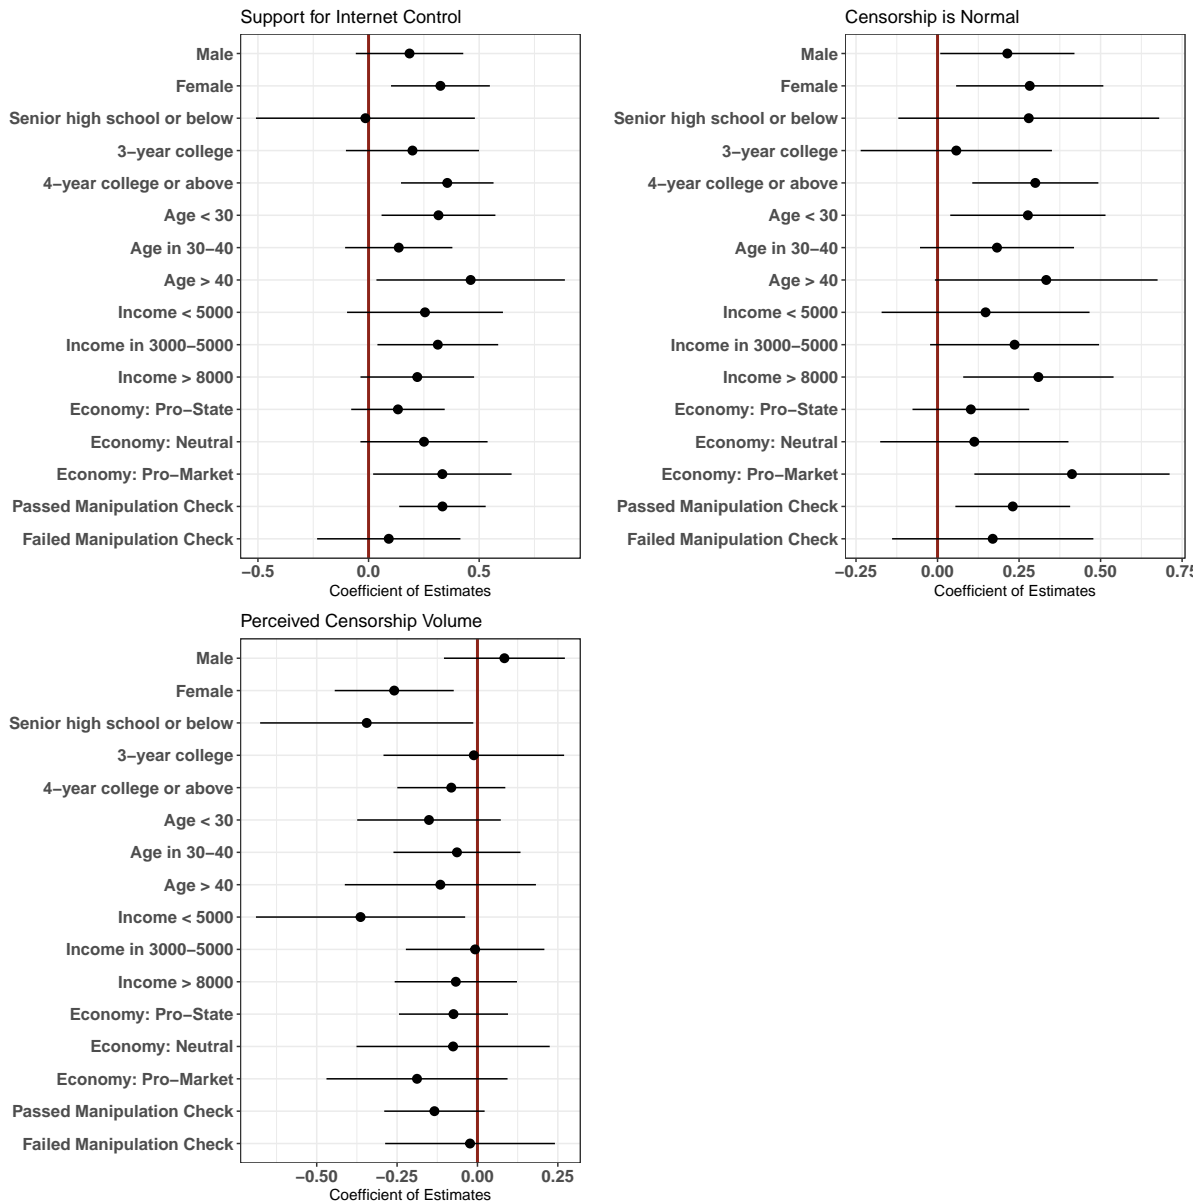 Support for Internet Control
Male
Female
Senior high school or below
3−year college
4−year college or above
Age < 30
Age in 30−40
Age > 40
Income < 5000
Income in 3000−5000
Income > 8000
Economy: Pro−State
Economy: Neutral
Economy: Pro−Market
Passed Manipulation Check
Failed Manipulation Check
−0.5 0.0 0.5
Coefficient of Estimates
Censorship is Normal
Male
Female
Senior high school or below
3−year college
4−year college or above
Age < 30
Age in 30−40
Age > 40
Income < 5000
Income in 3000−5000
Income > 8000
Economy: Pro−State
Economy: Neutral
Economy: Pro−Market
Passed Manipulation Check
Failed Manipulation Check
−0.25 0.00 0.25 0.50 0.75
Coefficient of Estimates
Perceived Censorship Volume
Male
Female
Senior high school or below
3−year college
4−year college or above
Age < 30
Age in 30−40
Age > 40
Income < 5000
Income in 3000−5000
Income > 8000
Economy: Pro−State
Economy: Neutral
Economy: Pro−Market
Passed Manipulation Check
Failed Manipulation Check
−0.50 −0.25 0.00 0.25
Coefficient of Estimates